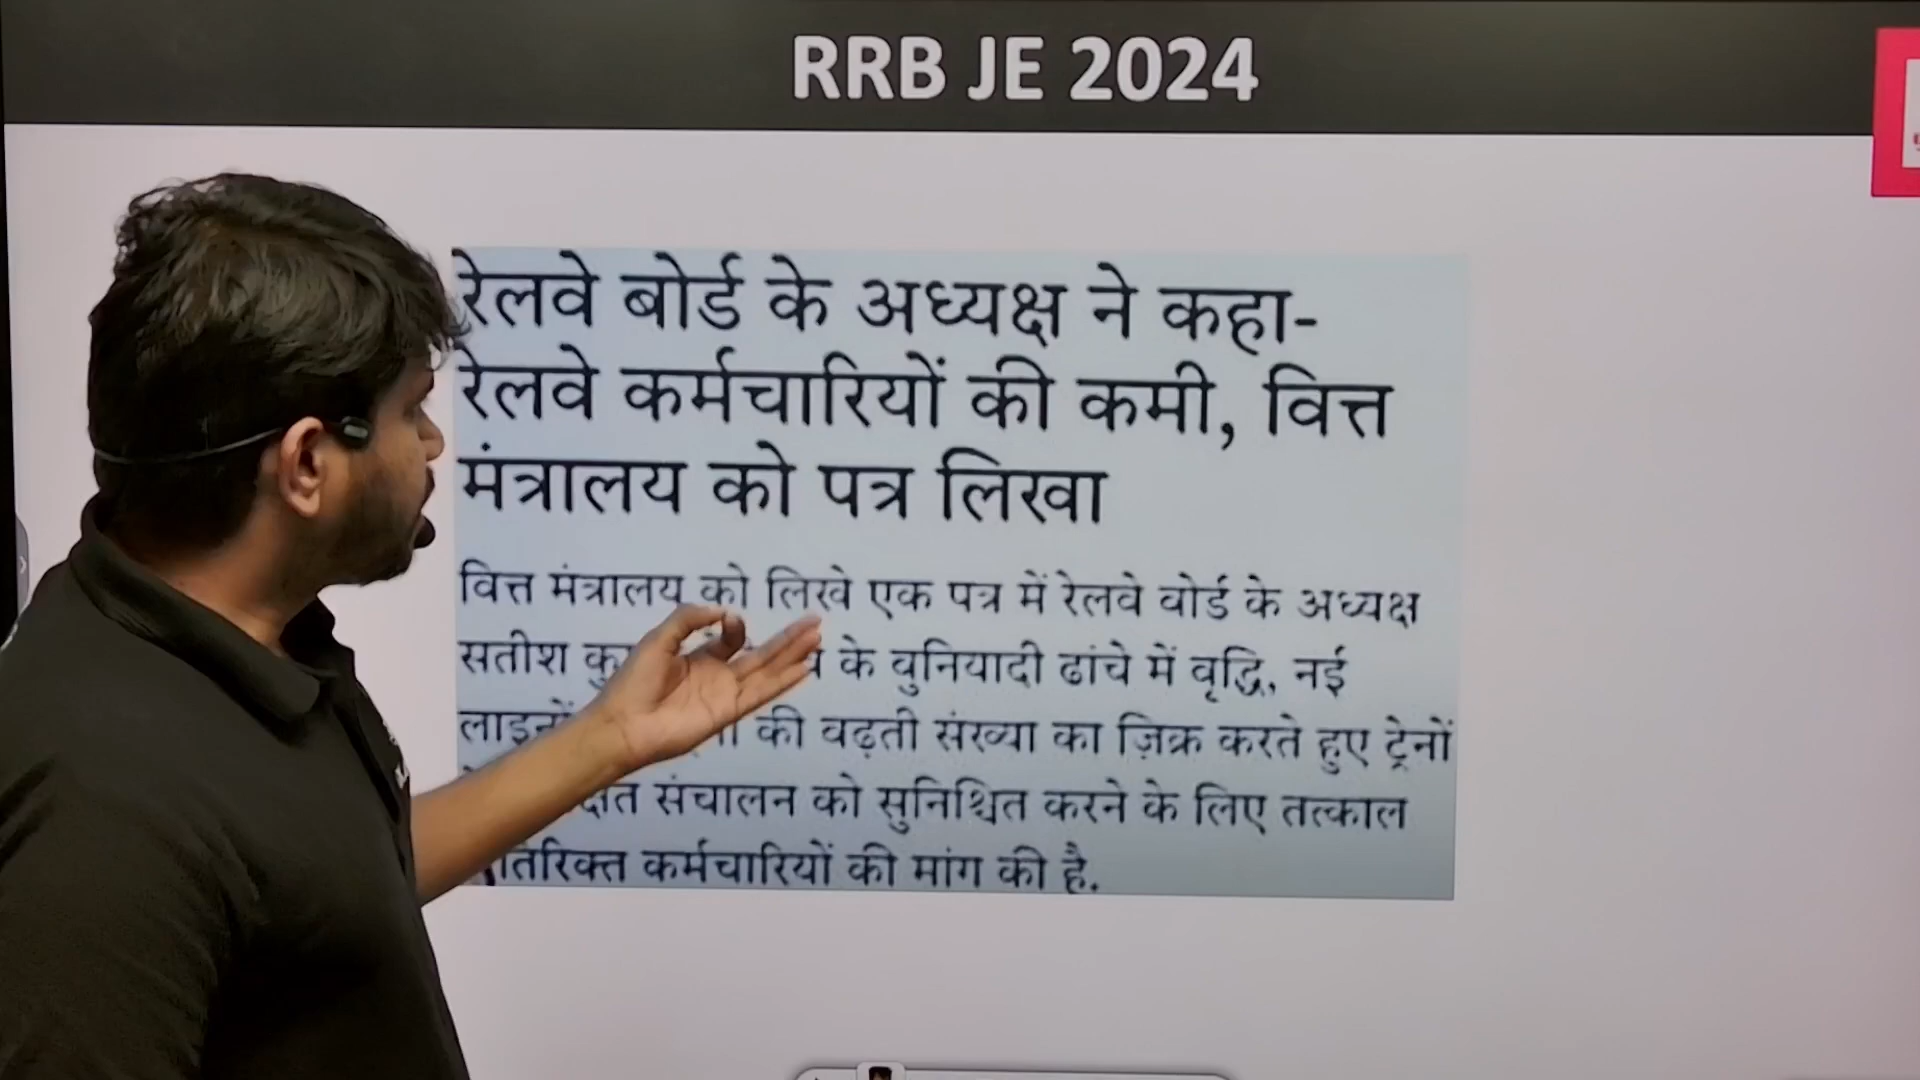 RRB JE 2024
रेलवे बोर्ड के अध्यक्ष ने कहा-
रेलवे कर्मचारियों की कमी, वित्त
मंत्रालय को पत्र लिखा
वित्त मंत्रालय को लिखे एक पत्र में रेलवे बोर्ड के अध्यक्ष
सतीश के बुनियादी ढांचे में वृद्धि, नई
की बढ़ती संख्या का ज़िक्र करते हुए ट्रेनों
संचालन को सुनिश्चित करने के लिए तत्काल
कर्मचारियों की मांग की है.